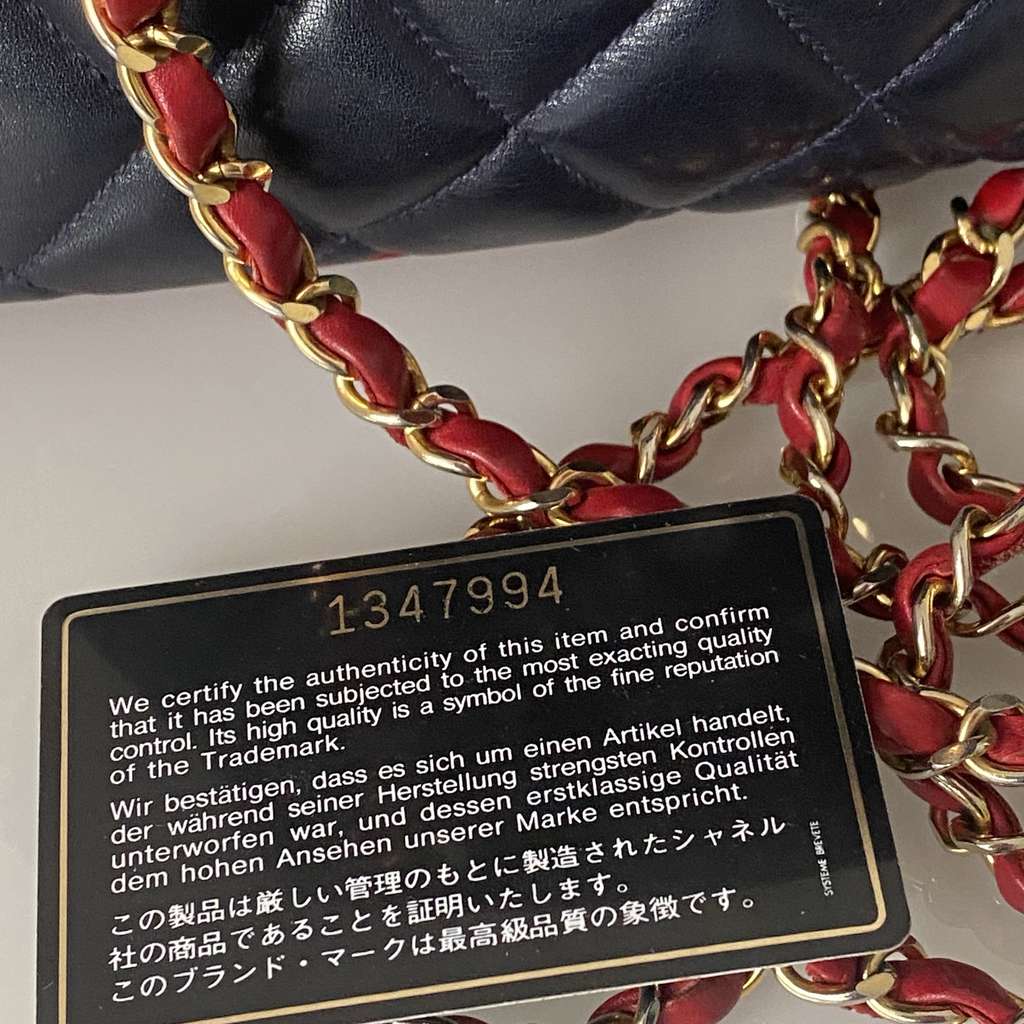 1347994
We certify the authenticity of this item and confirm
that it has been subjected to the most exacting quality
control. Its high quality is a symbol of the fine reputation
of the Trademark.
Wir bestätigen, dass es sich um einen Artikel handelt,
der während seiner Herstellung strengsten Kontrollen
unterworfen war, und dessen erstklassige Qualität
dem hohen Ansehen unserer Marke entspricht.
この製品は厳しい管理のもとに製造されたシャネル
社の商品であることを証明いたします。
このブランド・マークは最高級品質の象徴です。
SYSTEME BREVETE